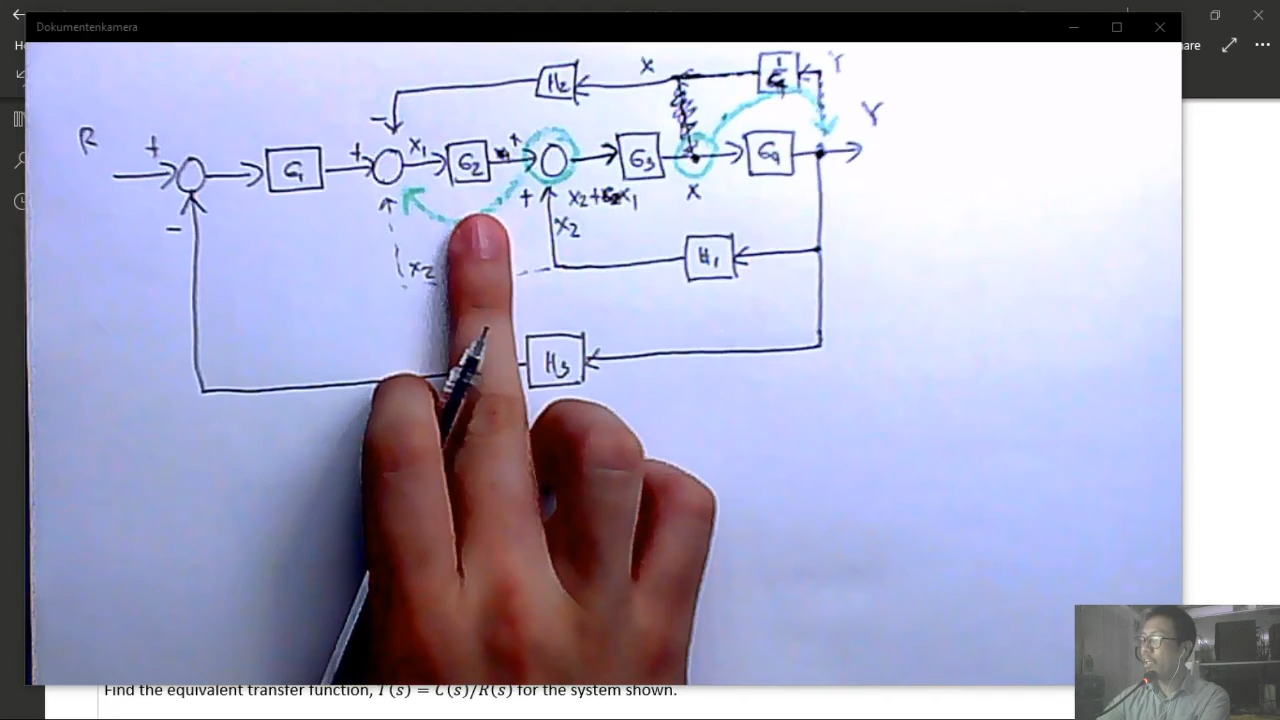 Dokumentenkamera
are
X
1/G4
Y
H2
R
+
-
+
X1
+
Y
G1
G2
G3
G4
+
X2+G2X1
X
-
X2
H1
X2
H3
Find the equivalent transfer function, T(s) = C(s)/R(s) for the system shown.